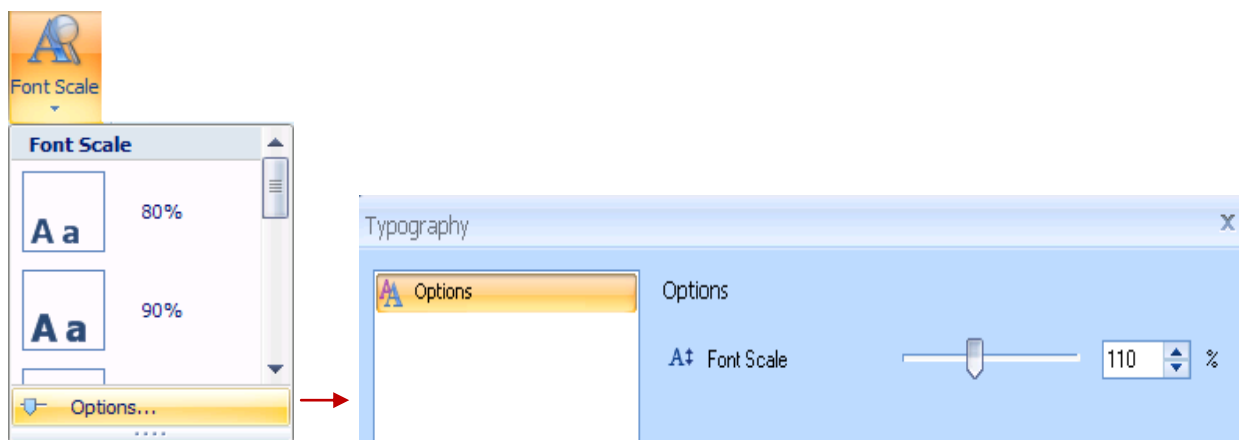 Font Scale
Font Scale
A a
80%
A a
90%
Options...
Typography
X
Options
Options
Font Scale
110
%